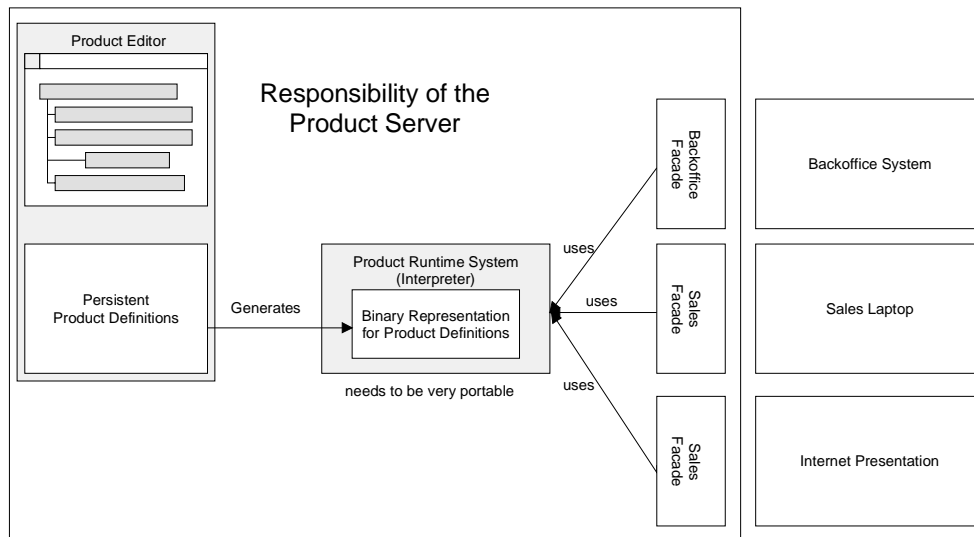 Product Editor
Responsibility of the
Product Server
Backoffice
Facade
Backoffice System
uses
Product Runtime System
(Interpreter)
Persistent
Product Definitions
Generates
Binary Representation
for Product Definitions
uses
Sales
Facade
Sales Laptop
needs to be very portable
uses
Sales
Facade
Internet Presentation